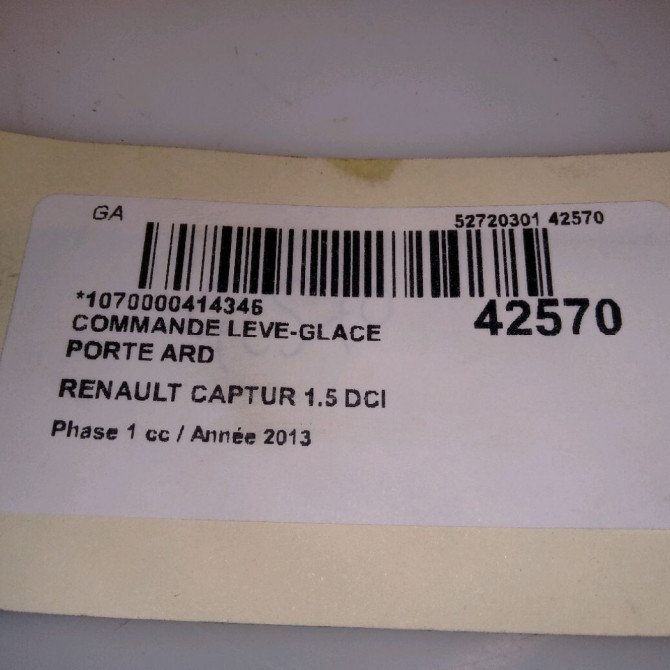 GA
52720301 42570
*1070000414346
42570
COMMANDE LEVE-GLACE
PORTE ARD
RENAULT CAPTUR 1.5 DCI
Phase 1 cc / Année 2013